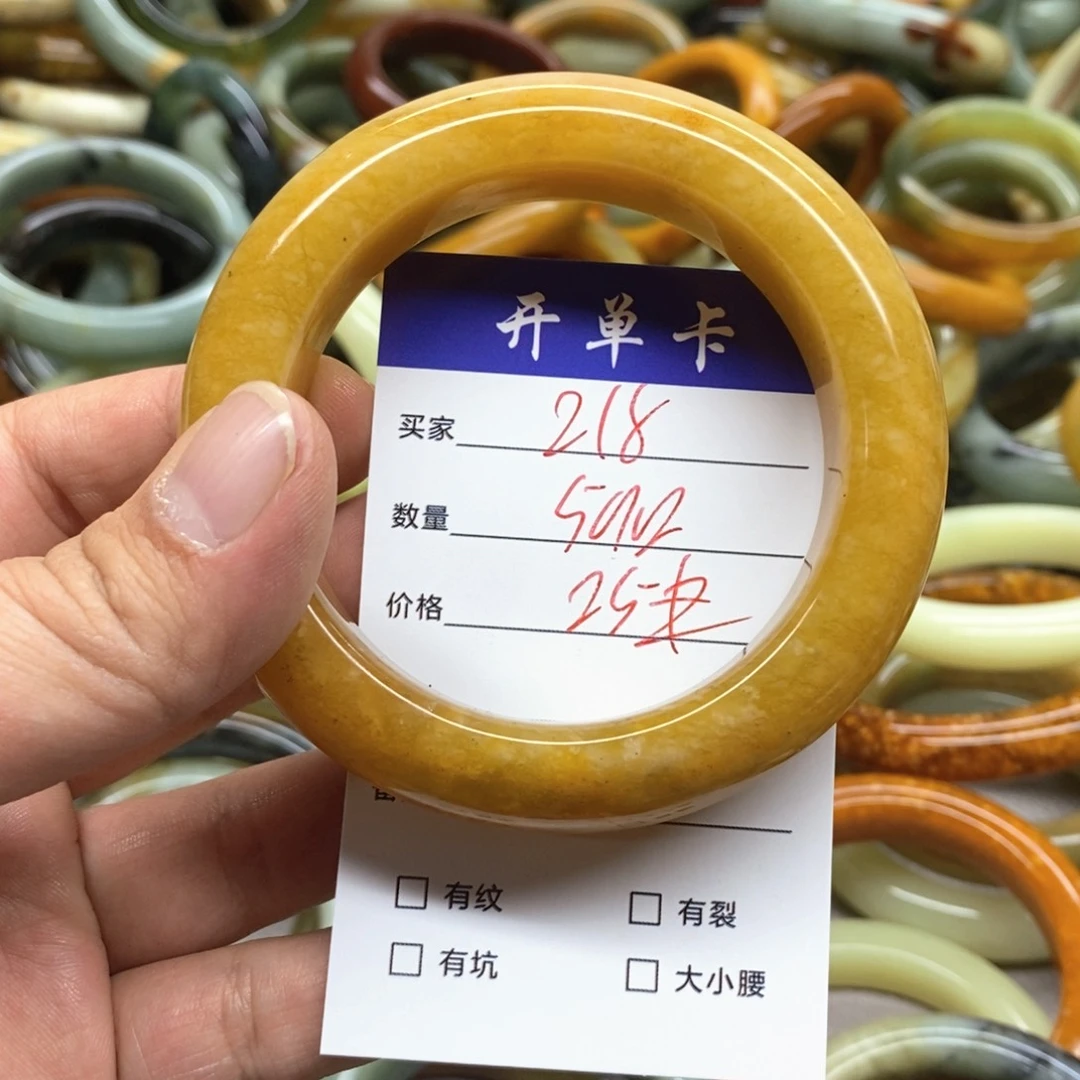 开单卡
买家 218
数量
价格 25
有纹 有裂
有坑 大小腰